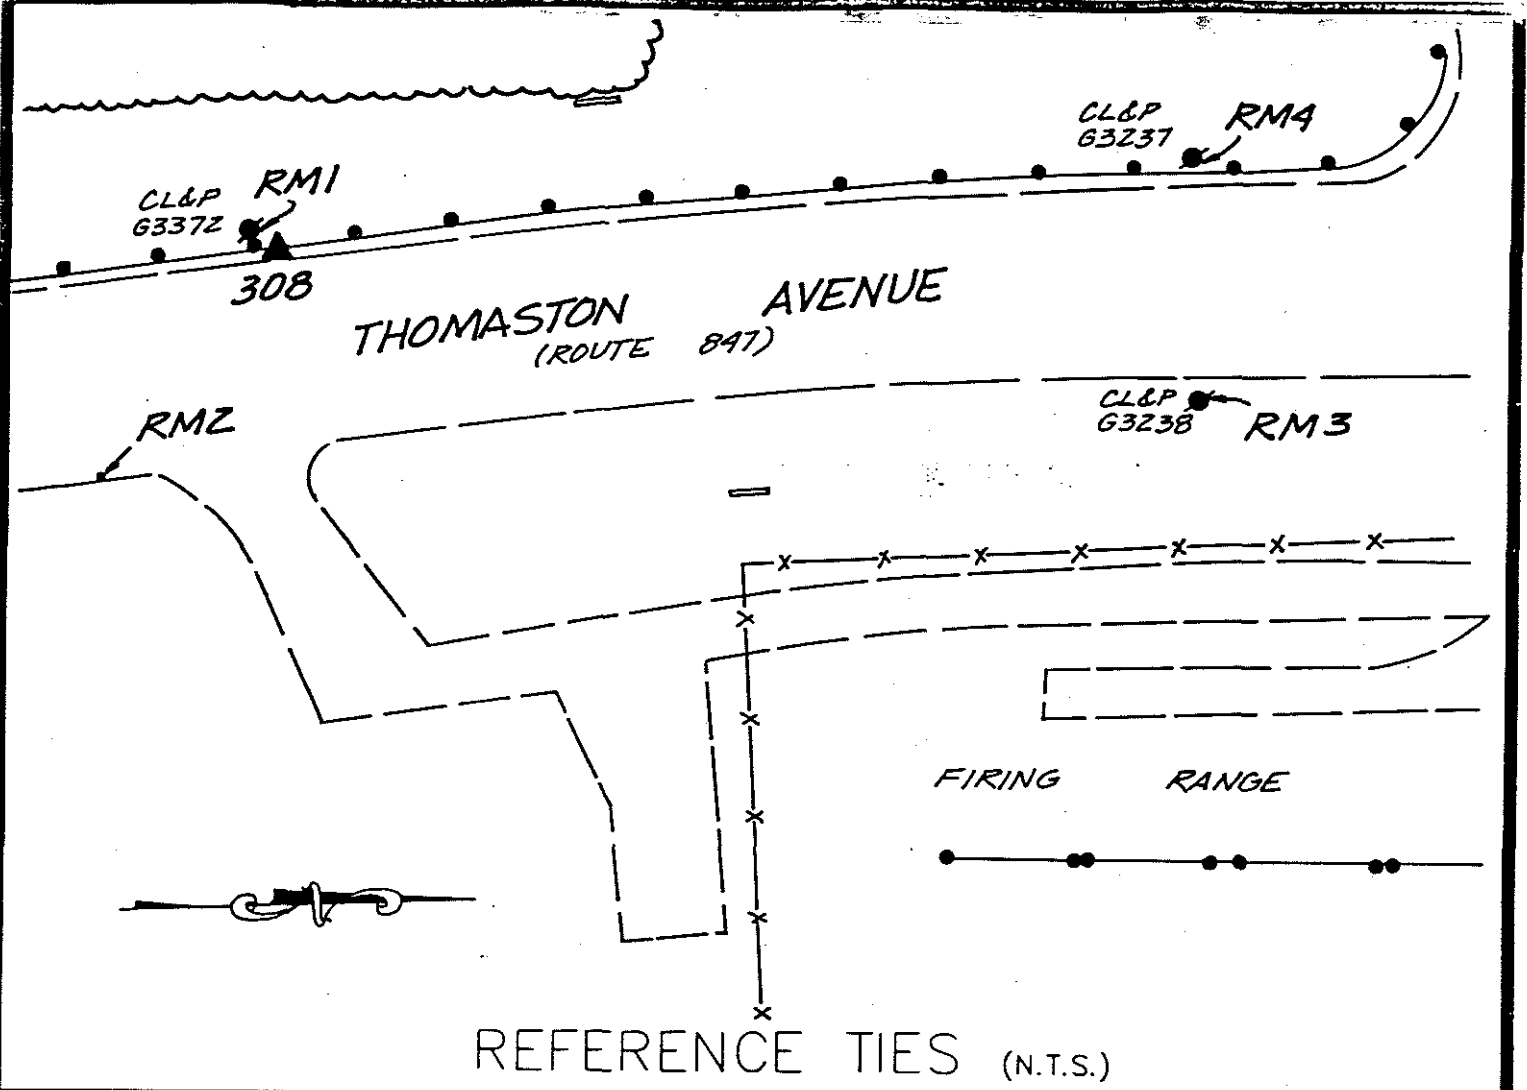 CL&P
G3237
RM4
CL&P
G3372
RM1
308
THOMASTON AVENUE
(ROUTE 847)
CL&P
G3238
RM3
RM2
FIRING RANGE
REFERENCE TIES (N.T.S.)